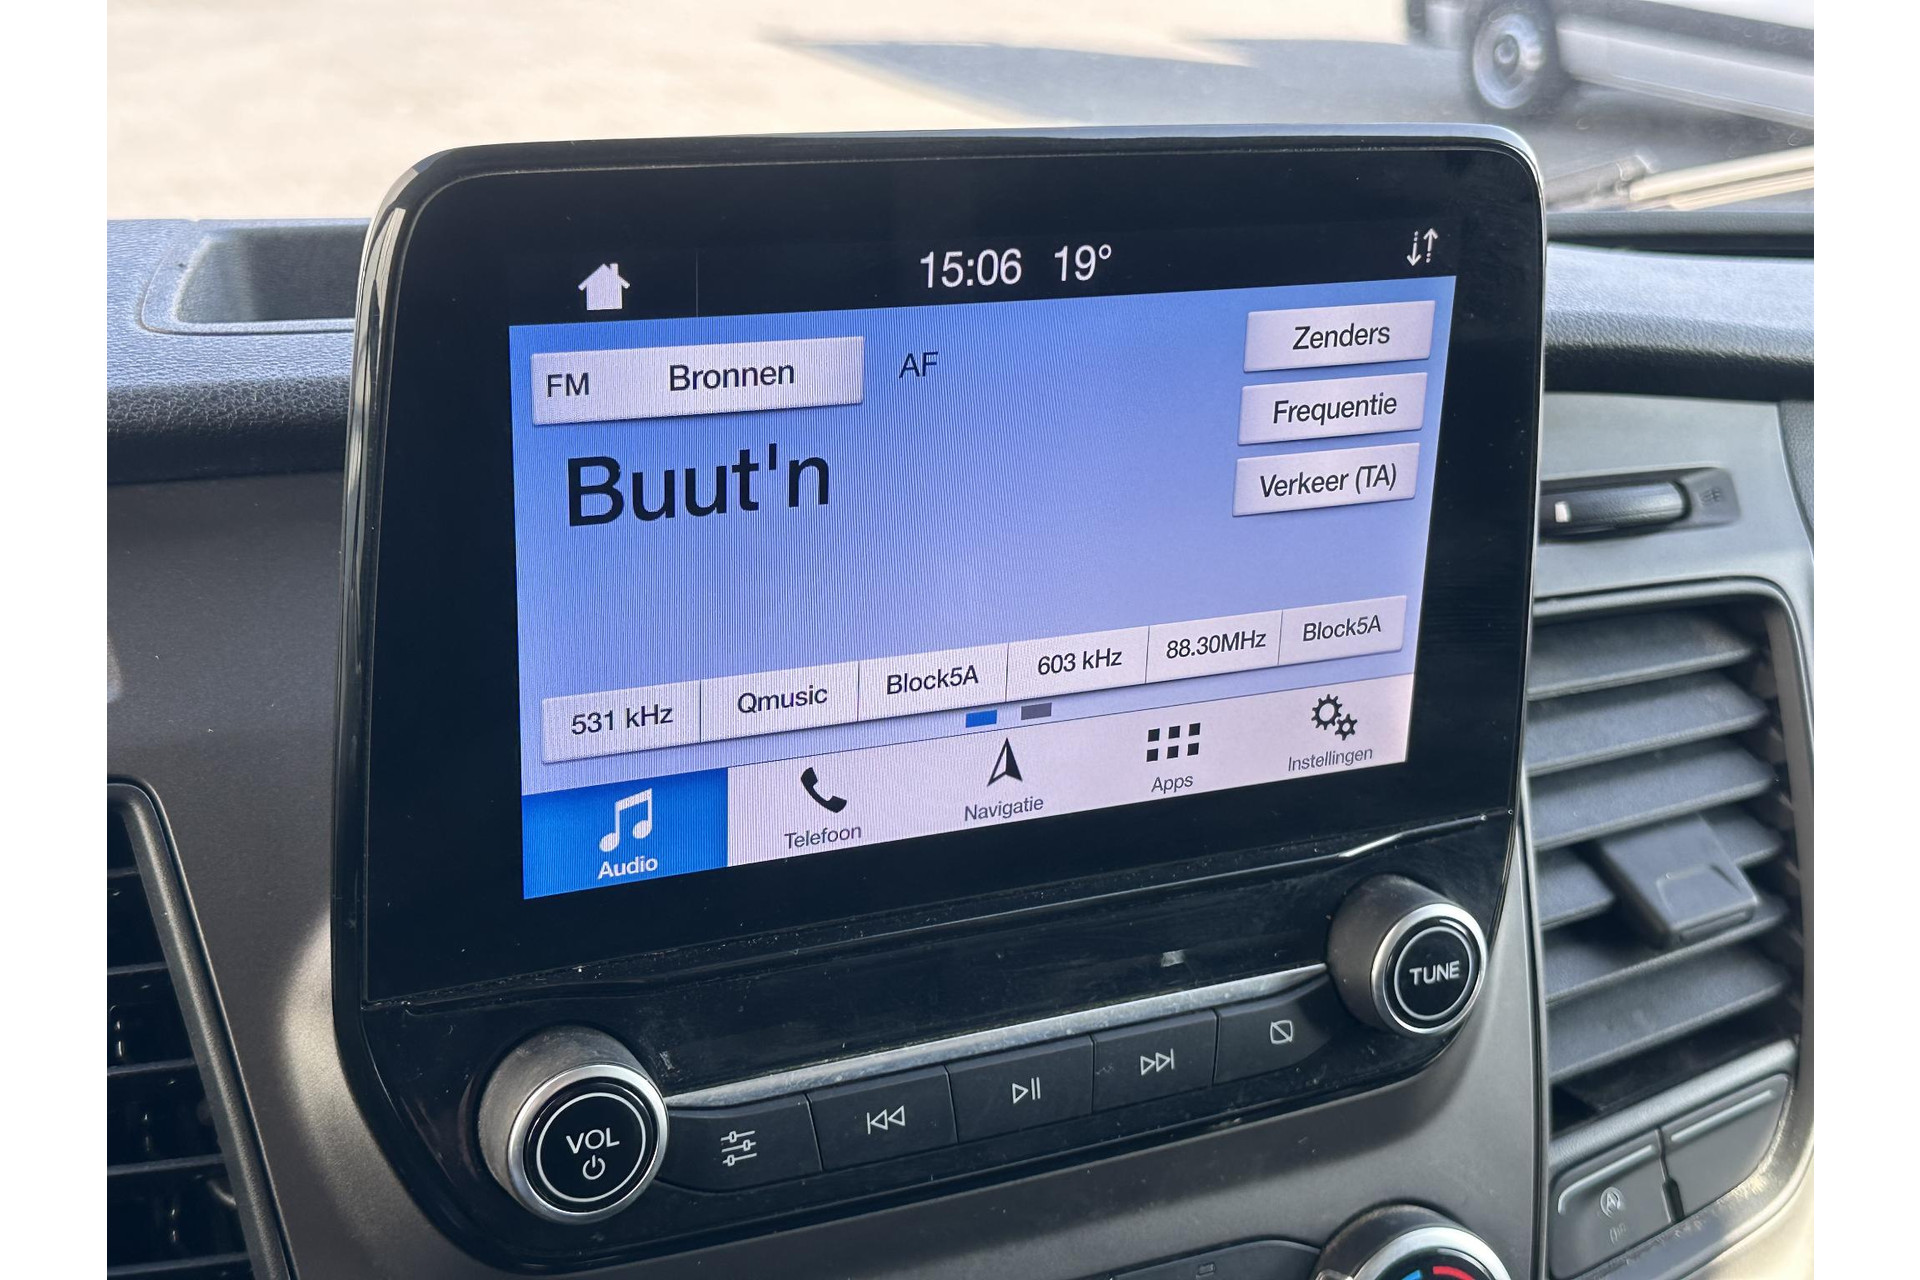 15:06 19°
FM Bronnen AF
Zenders
Frequentie
Verkeer (TA)
Buut'n
531 kHz Qmusic Block5A 603 kHz 88.30MHz Block5A
Audio Telefoon Navigatie Apps Instellingen
TUNE
VOL